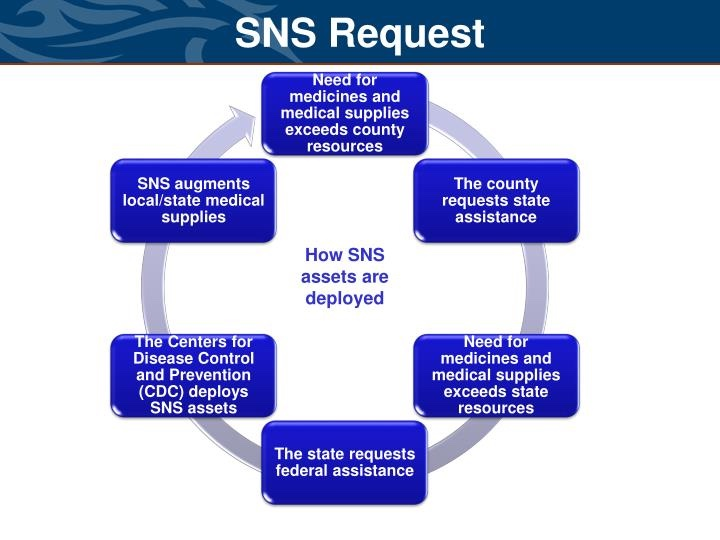 SNS Request
Need for
medicines and
medical supplies
exceeds county
resources
The county
requests state
assistance
Need for
medicines and
medical supplies
exceeds state
resources
The state requests
federal assistance
The Centers for
Disease Control
and Prevention
(CDC) deploys
SNS assets
SNS augments
local/state medical
supplies
How SNS
assets are
deployed